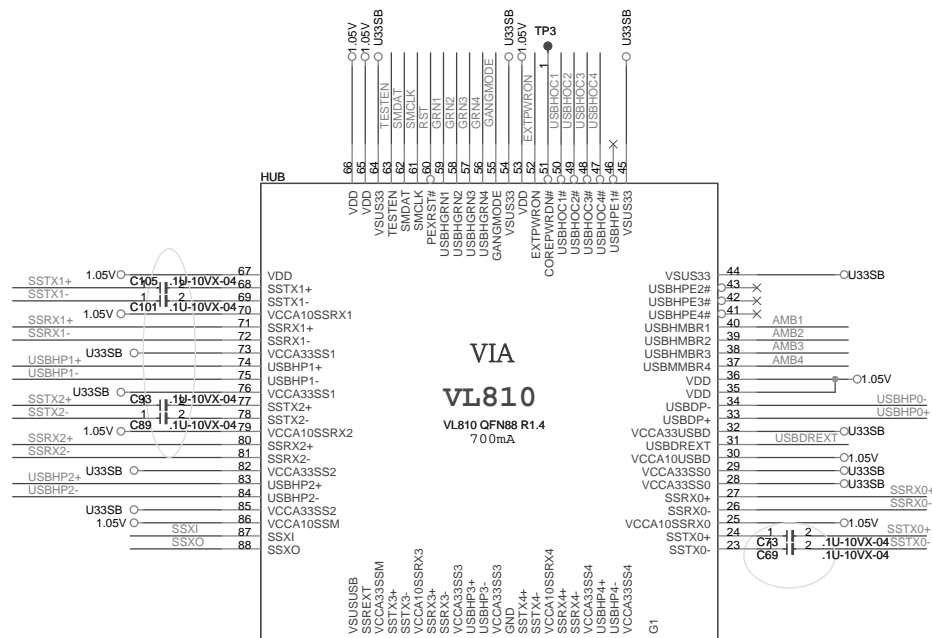 1.05V 1.05V U33SB U33SB 1.05V TP3 U33SB
TESTEN SMDAT SMCLK RST GRN1 GRN2 GRN3 GRN4 GANGMODE EXTPWRON 1 USBHOC1 USBHOC2 USBHOC3 USBHOC4
66 65 64 63 62 61 60 59 58 57 56 55 54 53 52 51 50 49 48 47 46 45
HUB
VDD VDD VSUS33 TESTEN SMDAT SMCLK PEXRST# USBHGRN1 USBHGRN2 USBHGRN3 USBHGRN4 GANGMODE VSUS33 VDD EXTPWRON COREPWRDN# USBHOC1# USBHOC2# USBHOC3# USBHOC4# USBHPE1# VSUS33
1.05V 67 VDD
SSTX1+ C105 1 2 .1U-10VX-04 68 SSTX1+
SSTX1- C101 1 2 .1U-10VX-04 69 SSTX1-
1.05V 70 VCCA10SSRX1
SSRX1+ 71 SSRX1+
SSRX1- 72 SSRX1-
U33SB 73 VCCA33SS1
USBHP1+ 74 USBHP1+
USBHP1- 75 USBHP1-
U33SB 76 VCCA33SS1
SSTX2+ C93 1 2 .1U-10VX-04 77 SSTX2+
SSTX2- C89 1 2 .1U-10VX-04 78 SSTX2-
1.05V 79 VCCA10SSRX2
SSRX2+ 80 SSRX2+
SSRX2- 81 SSRX2-
U33SB 82 VCCA33SS2
USBHP2+ 83 USBHP2+
USBHP2- 84 USBHP2-
U33SB 85 VCCA33SS2
1.05V 86 VCCA10SSM
SSXI 87 SSXI
SSXO 88 SSXO
VIA
VL810
VL810 QFN88 R1.4
700mA
VSUS33 44 U33SB
USBHPE2# 43
USBHPE3# 42
USBHPE4# 41
USBHMBR1 40 AMB1
USBHMBR2 39 AMB2
USBHMBR3 38 AMB3
USBMMBR4 37 AMB4
VDD 36 1.05V
VDD 35
USBDP- 34 USBHP0-
USBDP+ 33 USBHP0+
VCCA33USBD 32 U33SB
USBDREXT 31 USBDREXT
VCCA10USBD 30 1.05V
VCCA33SS0 29 U33SB
VCCA33SS0 28 U33SB
SSRX0+ 27 SSRX0+
SSRX0- 26 SSRX0-
VCCA10SSRX0 25 1.05V
SSTX0+ 24 1 2 SSTX0+
C73 .1U-10VX-04
SSTX0- 23 1 2 SSTX0-
C69 .1U-10VX-04
VSUSUSB SSREXT VCCA33SSM SSTX3+ SSTX3- VCCA10SSRX3 SSRX3+ SSRX3- VCCA33SS3 USBHP3+ USBHP3- VCCA33SS3 GND SSTX4+ SSTX4- VCCA10SSRX4 SSRX4+ SSRX4- VCCA33SS4 USBHP4+ USBHP4- VCCA33SS4 G1